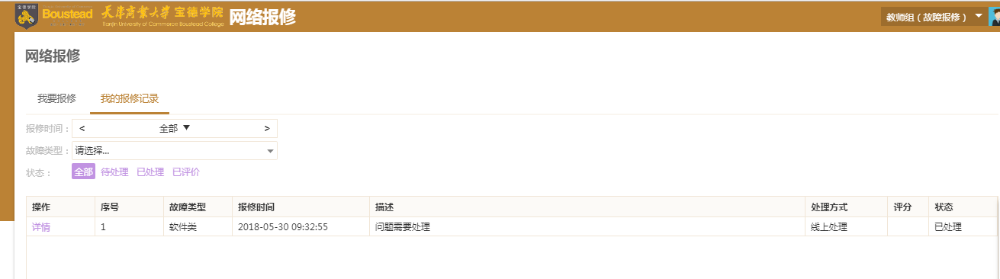 宝德学院
Boustead
天津商業大学 宝德学院
Tianjin University of Commerce Boustead College
网络报修
教师组（故障报修）
网络报修
我要报修 我的报修记录
报修时间： < 全部 >
故障类型： 请选择...
状态： 全部 待处理 已处理 已评价
操作 序号 故障类型 报修时间 描述 处理方式 评分 状态
详情 1 软件类 2018-05-30 09:32:55 问题需要处理 线上处理 已处理